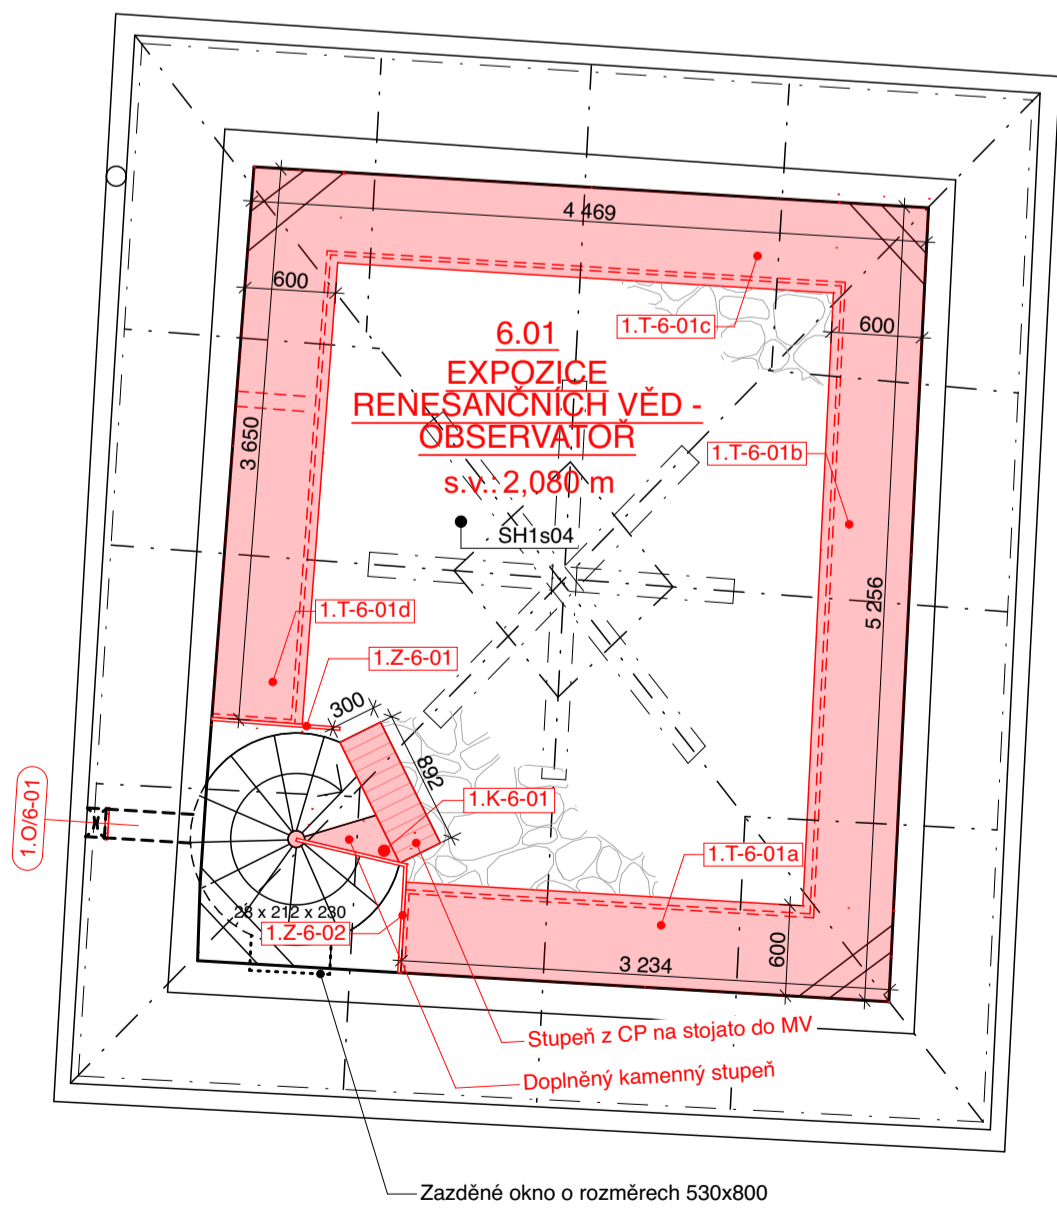 4 469
600
1.T-6-01c
600
6.01
EXPOZICE
RENESANČNÍCH VĚD -
OBSERVATOŘ
s.v.: 2,080 m
3 650
1.T-6-01b
SH1s04
5 256
1.T-6-01d
1.Z-6-01
300
892
1.K-6-01
1.O/6-01
1.T-6-01a
28 x 212 x 230
1.Z-6-02
600
3 234
Stupeň z CP na stojato do MV
Doplněný kamenný stupeň
Zazděné okno o rozměrech 530x800